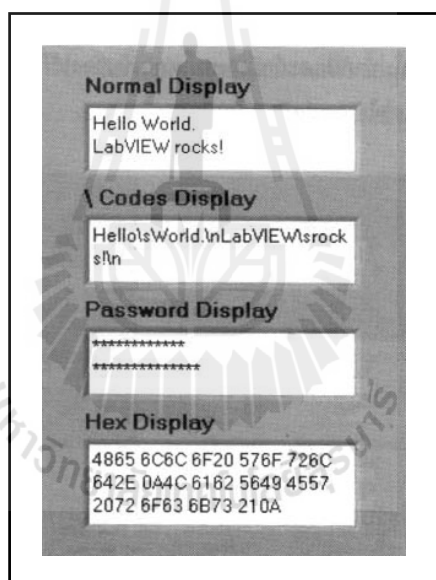 Normal Display
Hello World.
LabVIEW rocks!
\ Codes Display
Hello\sWorld.\nLabVIEW\srock
s!\n
Password Display
************
**************
Hex Display
4865 6C6C 6F20 576F 726C
642E 0A4C 6162 5649 4557
2072 6F63 6B73 210A